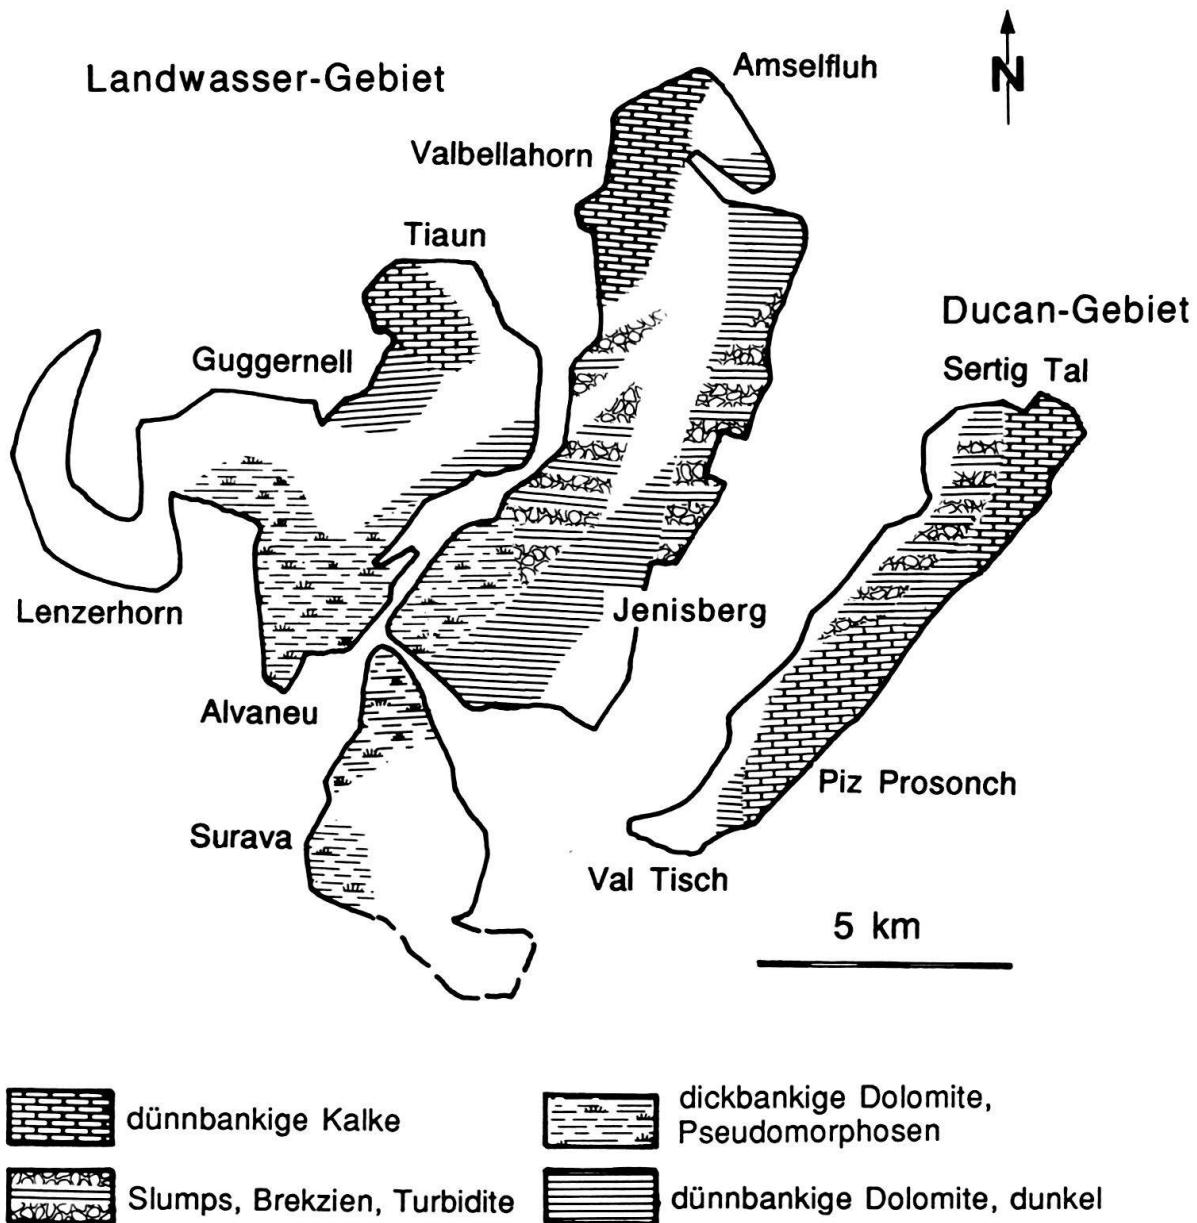 Landwasser-Gebiet
Amselfluh
N
Valbellahorn
Tiaun
Ducan-Gebiet
Guggernell
Sertig Tal
Lenzerhorn
Jenisberg
Alvaneu
Piz Prosonch
Surava
Val Tisch
5 km
dünnbankige Kalke
dickbankige Dolomite,
Pseudomorphosen
Slumps, Brekzien, Turbidite
dünnbankige Dolomite, dunkel